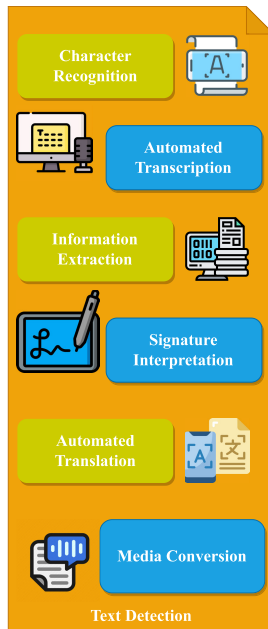 Character
Recognition
Automated
Transcription
Information
Extraction
Signature
Interpretation
Automated
Translation
Media Conversion
Text Detection